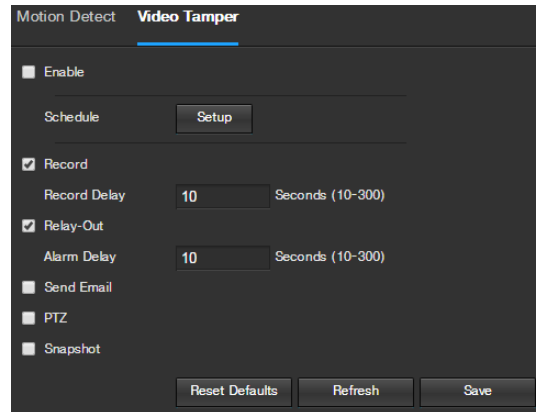 Motion Detect Video Tamper
Enable
Schedule Setup
Record
Record Delay 10 Seconds (10-300)
Relay-Out
Alarm Delay 10 Seconds (10-300)
Send Email
PTZ
Snapshot
Reset Defaults Refresh Save